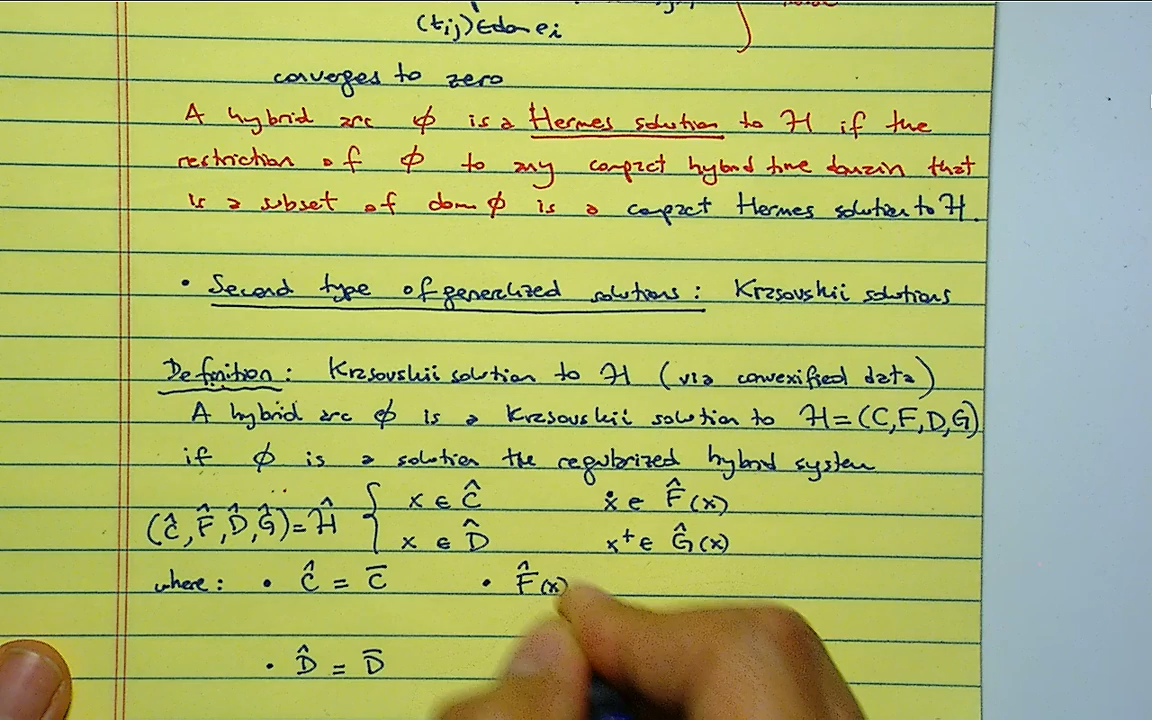 (t,j)∈dom e_i
converges to zero
A hybrid arc ϕ is a Hermes solution to H if the
restriction of ϕ to any compact hybrid time domain that
is a subset of dom ϕ is a compact Hermes solution to H.
• Second type of generalized solutions: Krasovskii solutions
Definition: Krasovskii solution to H (via convexified data)
A hybrid arc ϕ is a Krasovskii solution to H=(C,F,D,G)
if ϕ is a solution the regularized hybrid system
(Ĉ,F̂,D̂,Ĝ)=Ĥ { x ∈ Ĉ ẋ ∈ F̂(x)
x ∈ D̂ x⁺∈ Ĝ(x)
where: • Ĉ = C̅ • F̂(x)
• D̂ = D̅